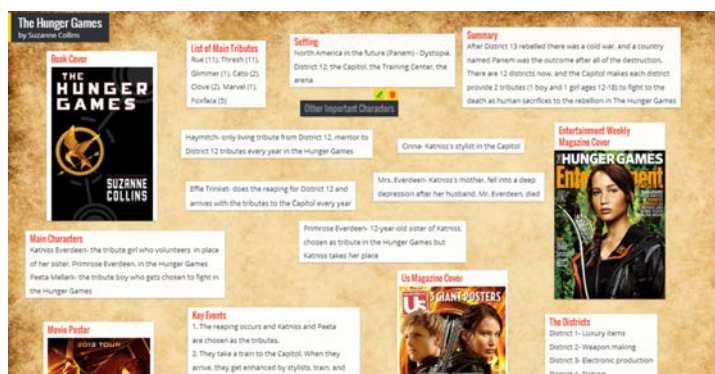 The Hunger Games
by Suzanne Collins
Book Cover
THE
HUNGER
GAMES
SUZANNE
COLLINS
List of Main Tributes
Rue (11), Thresh (11),
Glimmer (1), Cato (2),
Clove (2), Marvel (1),
Foxface (5)
Setting
North America in the future (Panem) - Dystopia,
District 12, the Capitol, the Training Center, the
arena
Summary
After District 13 rebelled there was a cold war, and a country
named Panem was the outcome after all of the destruction.
There are 12 districts now, and the Capitol makes each district
provide 2 tributes (1 boy and 1 girl ages 12-18) to fight to the
death as human sacrifices to the rebellion in The Hunger Games
Other Important Characters
Haymitch- only living tribute from District 12, mentor to
District 12 tributes every year in the Hunger Games
Cinna- Katniss's stylist in the Capitol
Entertainment Weekly
Magazine Cover
HUNGER GAMES
Entertainment
Effie Trinket- does the reaping for District 12 and
arrives with the tributes to the Capitol every year
Mrs. Everdeen- Katniss's mother, fell into a deep
depression after her husband, Mr. Everdeen, died
Main Characters
Katniss Everdeen- the tribute girl who volunteers in place
of her sister, Primrose Everdeen, in the Hunger Games
Peeta Mellark- the tribute boy who gets chosen to fight in
the Hunger Games
Primrose Everdeen- 12-year-old sister of Katniss,
chosen as tribute in the Hunger Games but
Katniss takes her place
Us Magazine Cover
Us
3 GIANT POSTERS
Movie Poster
2012 TOUR
Key Events
1. The reaping occurs and Katniss and Peeta
are chosen as the tributes.
2. They take a train to the Capitol. When they
arrive, they get enhanced by stylists, train, and
The Districts
District 1- Luxury items
District 2- Weapon making
District 3- Electronic production
District 4- Fishing